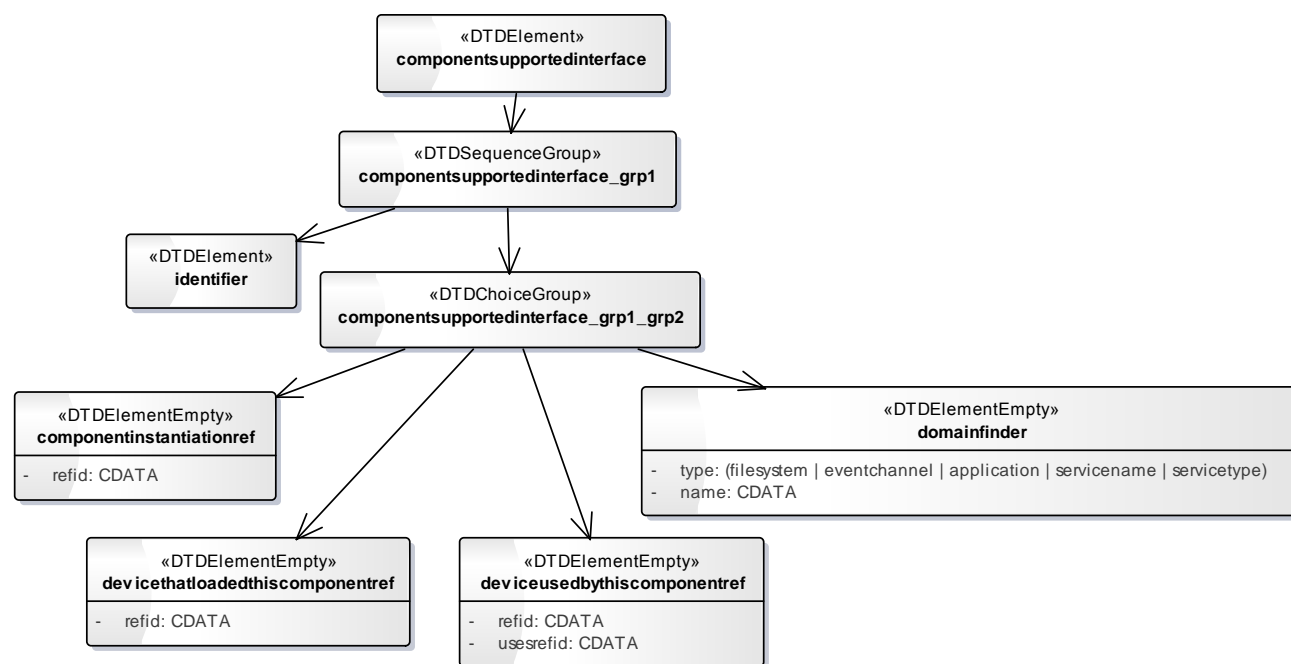 «DTDElement»
componentsupportedinterface
«DTDSequenceGroup»
componentsupportedinterface_grp1
«DTDElement»
identifier
«DTDChoiceGroup»
componentsupportedinterface_grp1_grp2
«DTDElementEmpty»
componentinstantiationref
- refid: CDATA
«DTDElementEmpty»
domainfinder
- type: (filesystem | eventchannel | application | servicename | servicetype)
- name: CDATA
«DTDElementEmpty»
devicethatloadedthiscomponentref
- refid: CDATA
«DTDElementEmpty»
deviceusedbythiscomponentref
- refid: CDATA
- usesrefid: CDATA